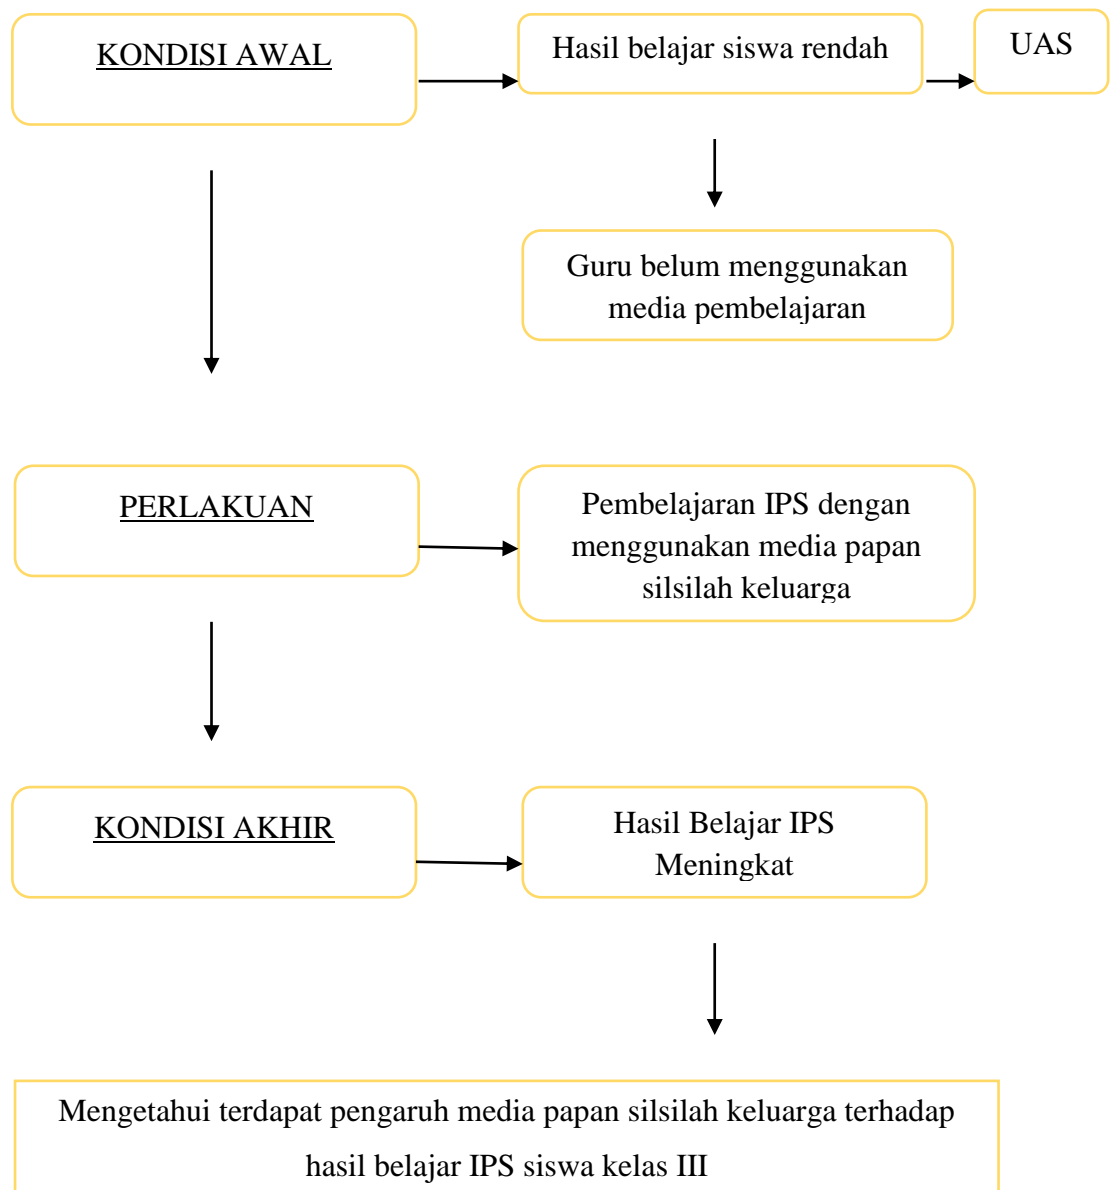 KONDISI AWAL
Hasil belajar siswa rendah
UAS
Guru belum menggunakan
media pembelajaran
PERLAKUAN
Pembelajaran IPS dengan
menggunakan media papan
silsilah keluarga
KONDISI AKHIR
Hasil Belajar IPS
Meningkat
Mengetahui terdapat pengaruh media papan silsilah keluarga terhadap
hasil belajar IPS siswa kelas III